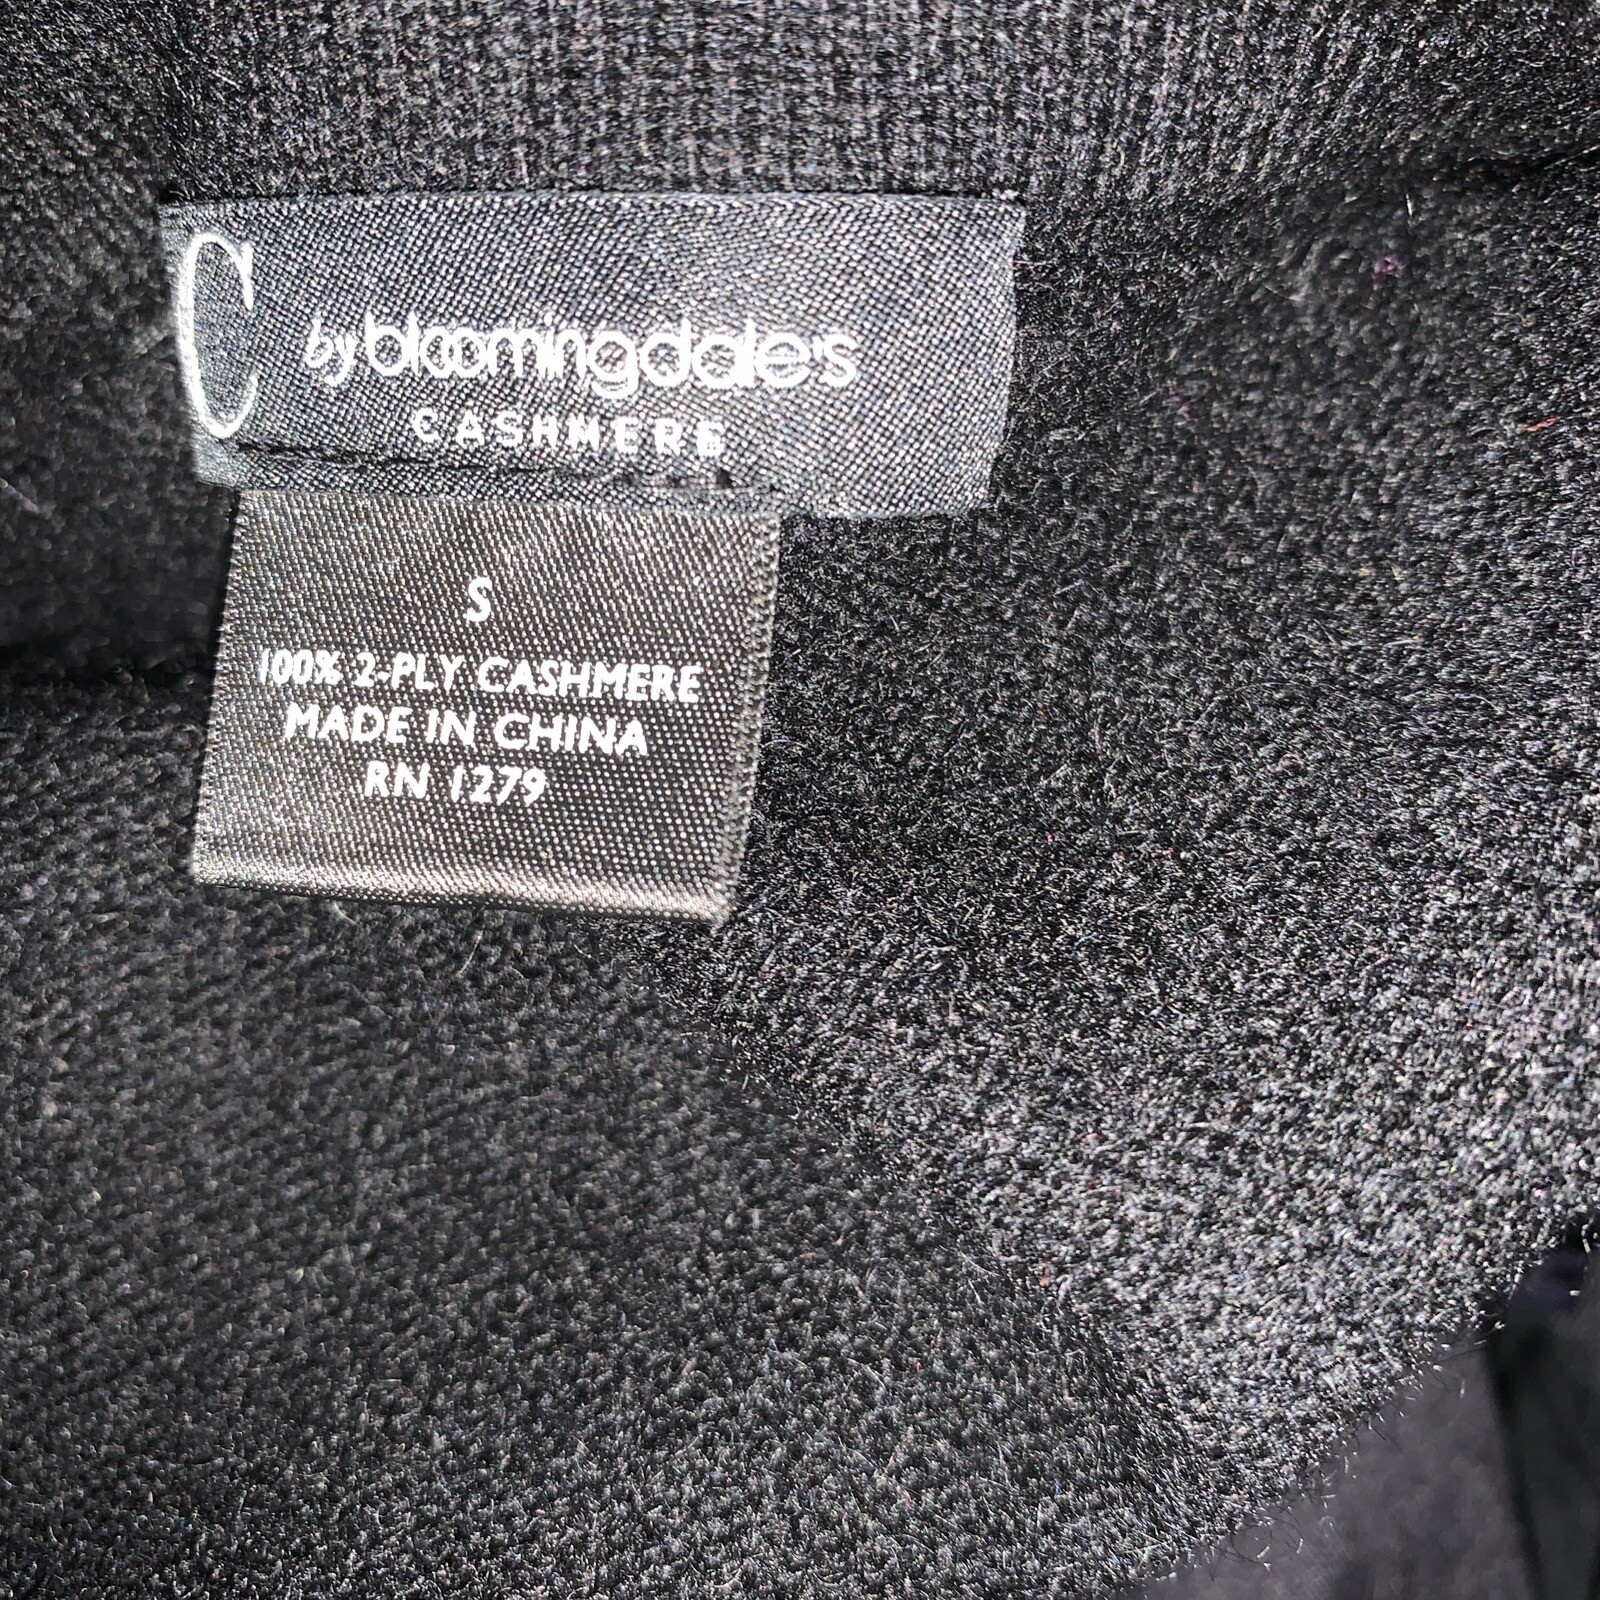 C by bloomingdale's
CASHMERE
S
100% 2-PLY CASHMERE
MADE IN CHINA
RN 1279